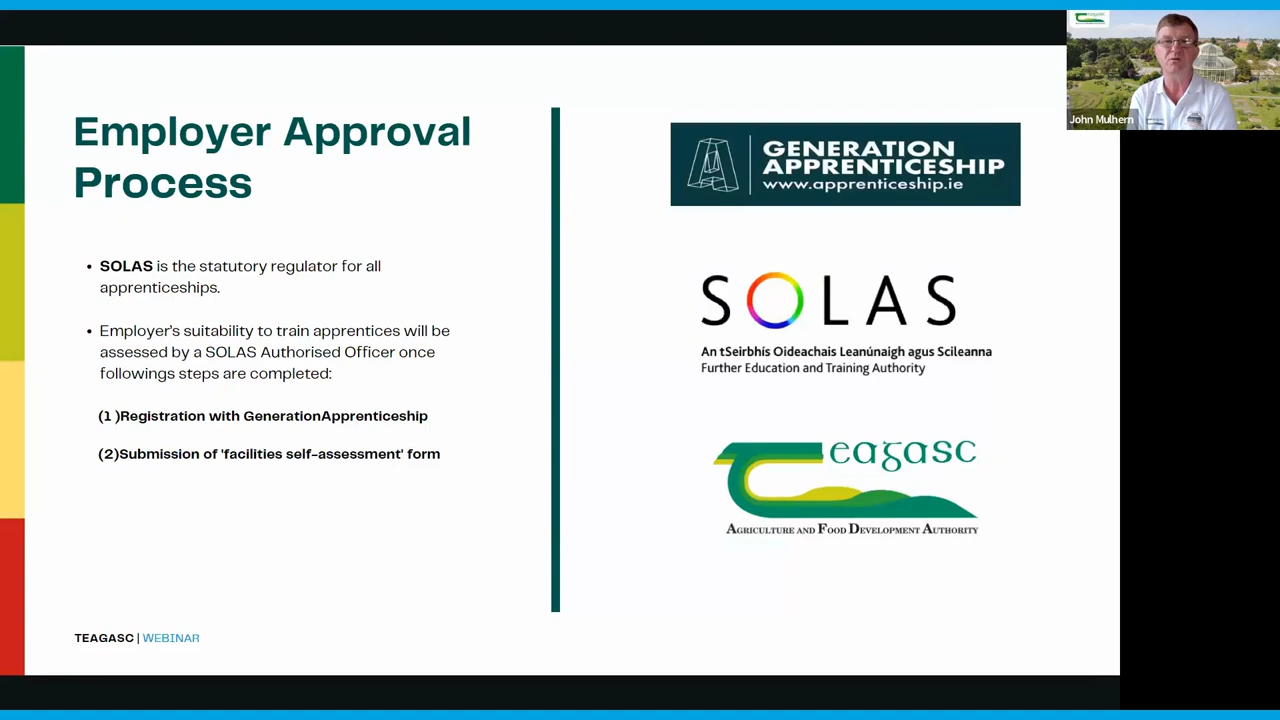 Employer Approval
Process
• SOLAS is the statutory regulator for all
apprenticeships.
• Employer's suitability to train apprentices will be
assessed by a SOLAS Authorised Officer once
followings steps are completed:
(1 )Registration with GenerationApprenticeship
(2)Submission of 'facilities self-assessment' form
TEAGASC | WEBINAR
GENERATION
APPRENTICESHIP
www.apprenticeship.ie
SOLAS
An tSeirbhís Oideachais Leanúnaigh agus Scileanna
Further Education and Training Authority
Teagasc
AGRICULTURE AND FOOD DEVELOPMENT AUTHORITY
John Mulhern